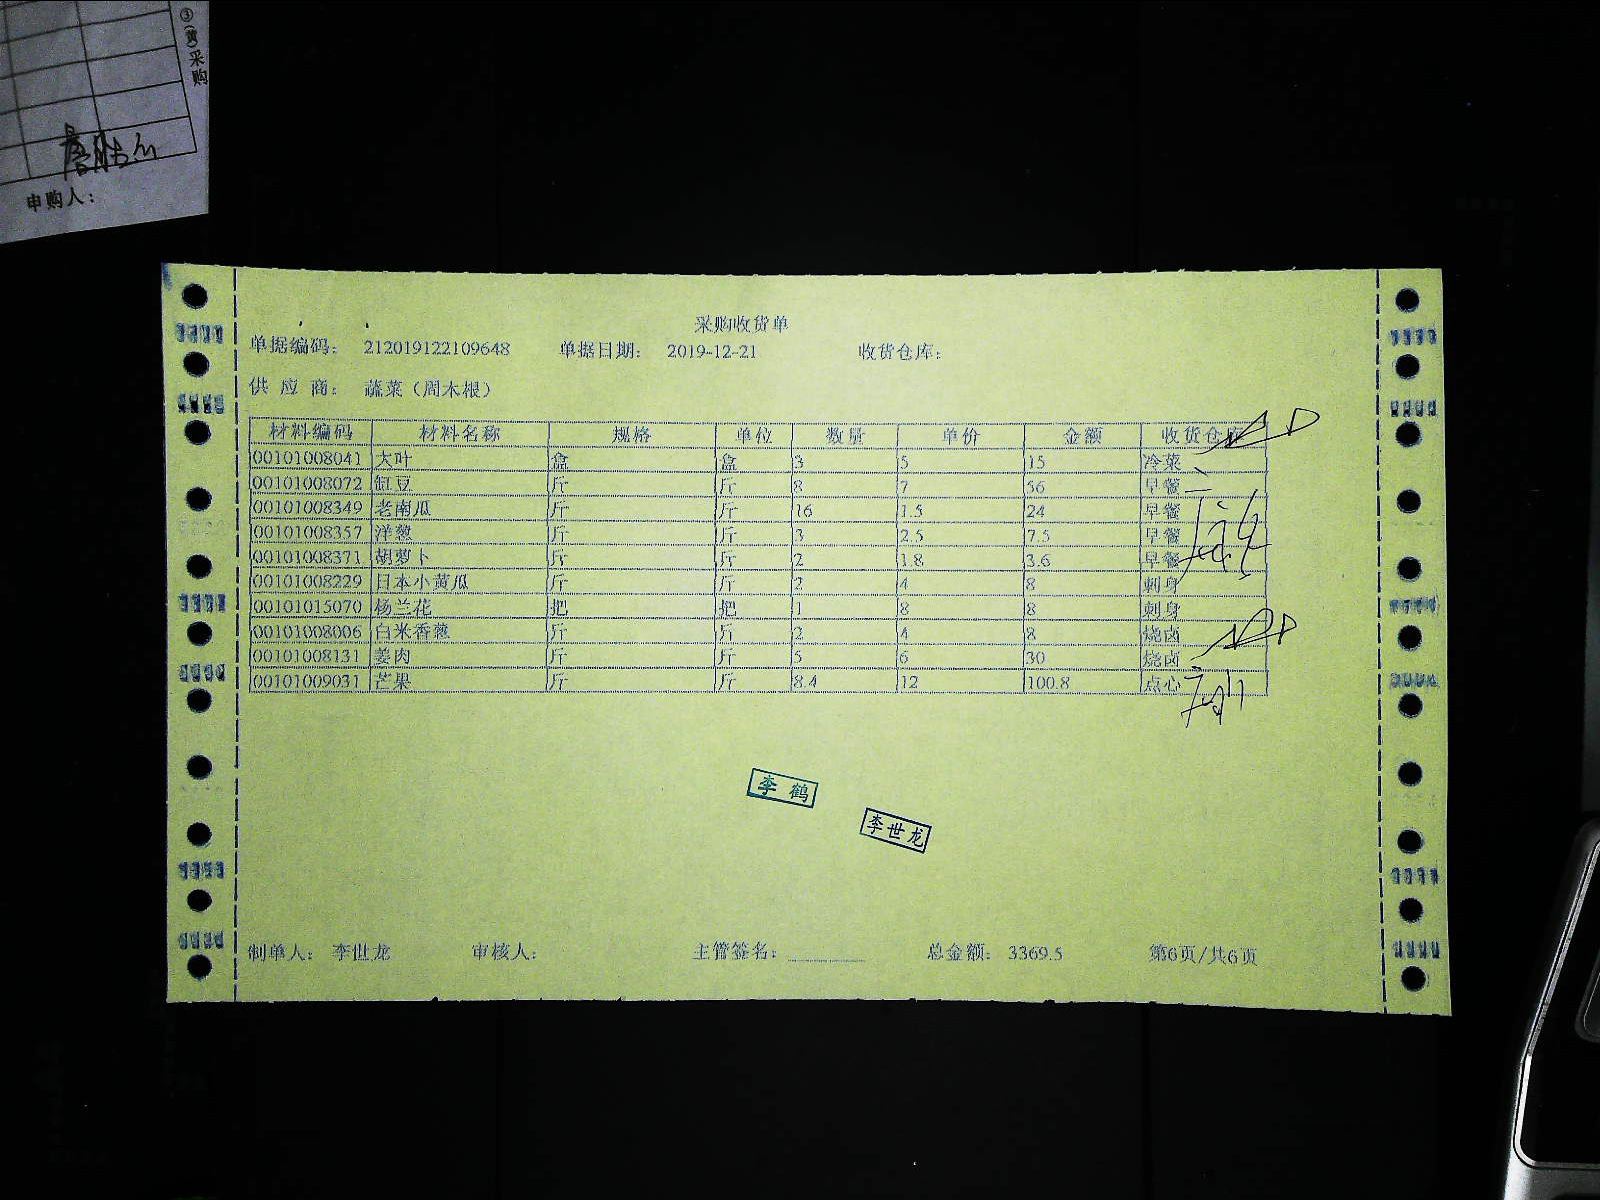 ③(黄)采购
申购人：
采购收货单
单据编码： 212019122109648 单据日期： 2019-12-21 收货仓库：
供 应 商： 蔬菜（周木根）
材料编码 材料名称 规格 单位 数量 单价 金额 收货仓库
00101008041 大叶 盒 盒 3 5 15 冷菜
00101008072 豇豆 斤 斤 8 7 56 早餐
00101008349 老南瓜 斤 斤 16 1.5 24 早餐
00101008357 洋葱 斤 斤 3 2.5 7.5 早餐
00101008371 胡萝卜 斤 斤 2 1.8 3.6 早餐
00101008229 日本小黄瓜 斤 斤 2 4 8 刺身
00101015070 杨兰花 把 把 1 8 8 刺身
00101008006 白米香葱 斤 斤 2 4 8 烧卤
00101008131 姜肉 斤 斤 5 6 30 烧卤
00101009031 芒果 斤 斤 8.4 12 100.8 点心
李鹤
李世龙
制单人： 李世龙 审核人： 主管签名： 总金额： 3369.5 第6页/共6页